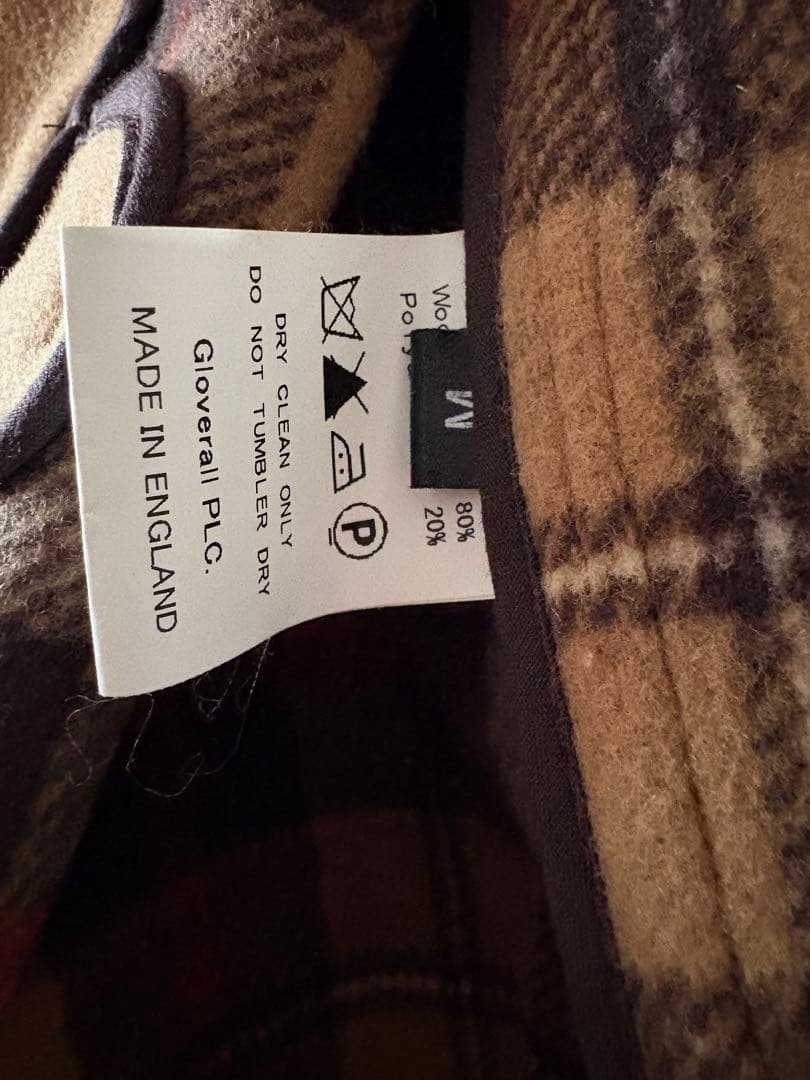 80%
20%
M
P
DRY CLEAN ONLY
DO NOT TUMBLER DRY
Gloverall PLC.
MADE IN ENGLAND